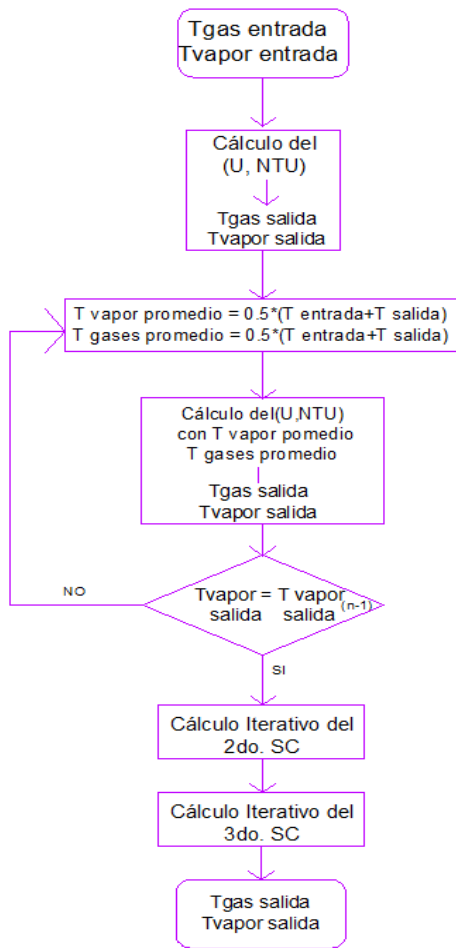 Tgas entrada
Tvapor entrada
Cálculo del
(U, NTU)
Tgas salida
Tvapor salida
T vapor promedio = 0.5*(T entrada+T salida)
T gases promedio = 0.5*(T entrada+T salida)
Cálculo del(U,NTU)
con T vapor pomedio
T gases promedio
Tgas salida
Tvapor salida
Tvapor = T vapor
salida salida (n-1)
NO
SI
Cálculo Iterativo del
2do. SC
Cálculo Iterativo del
3do. SC
Tgas salida
Tvapor salida